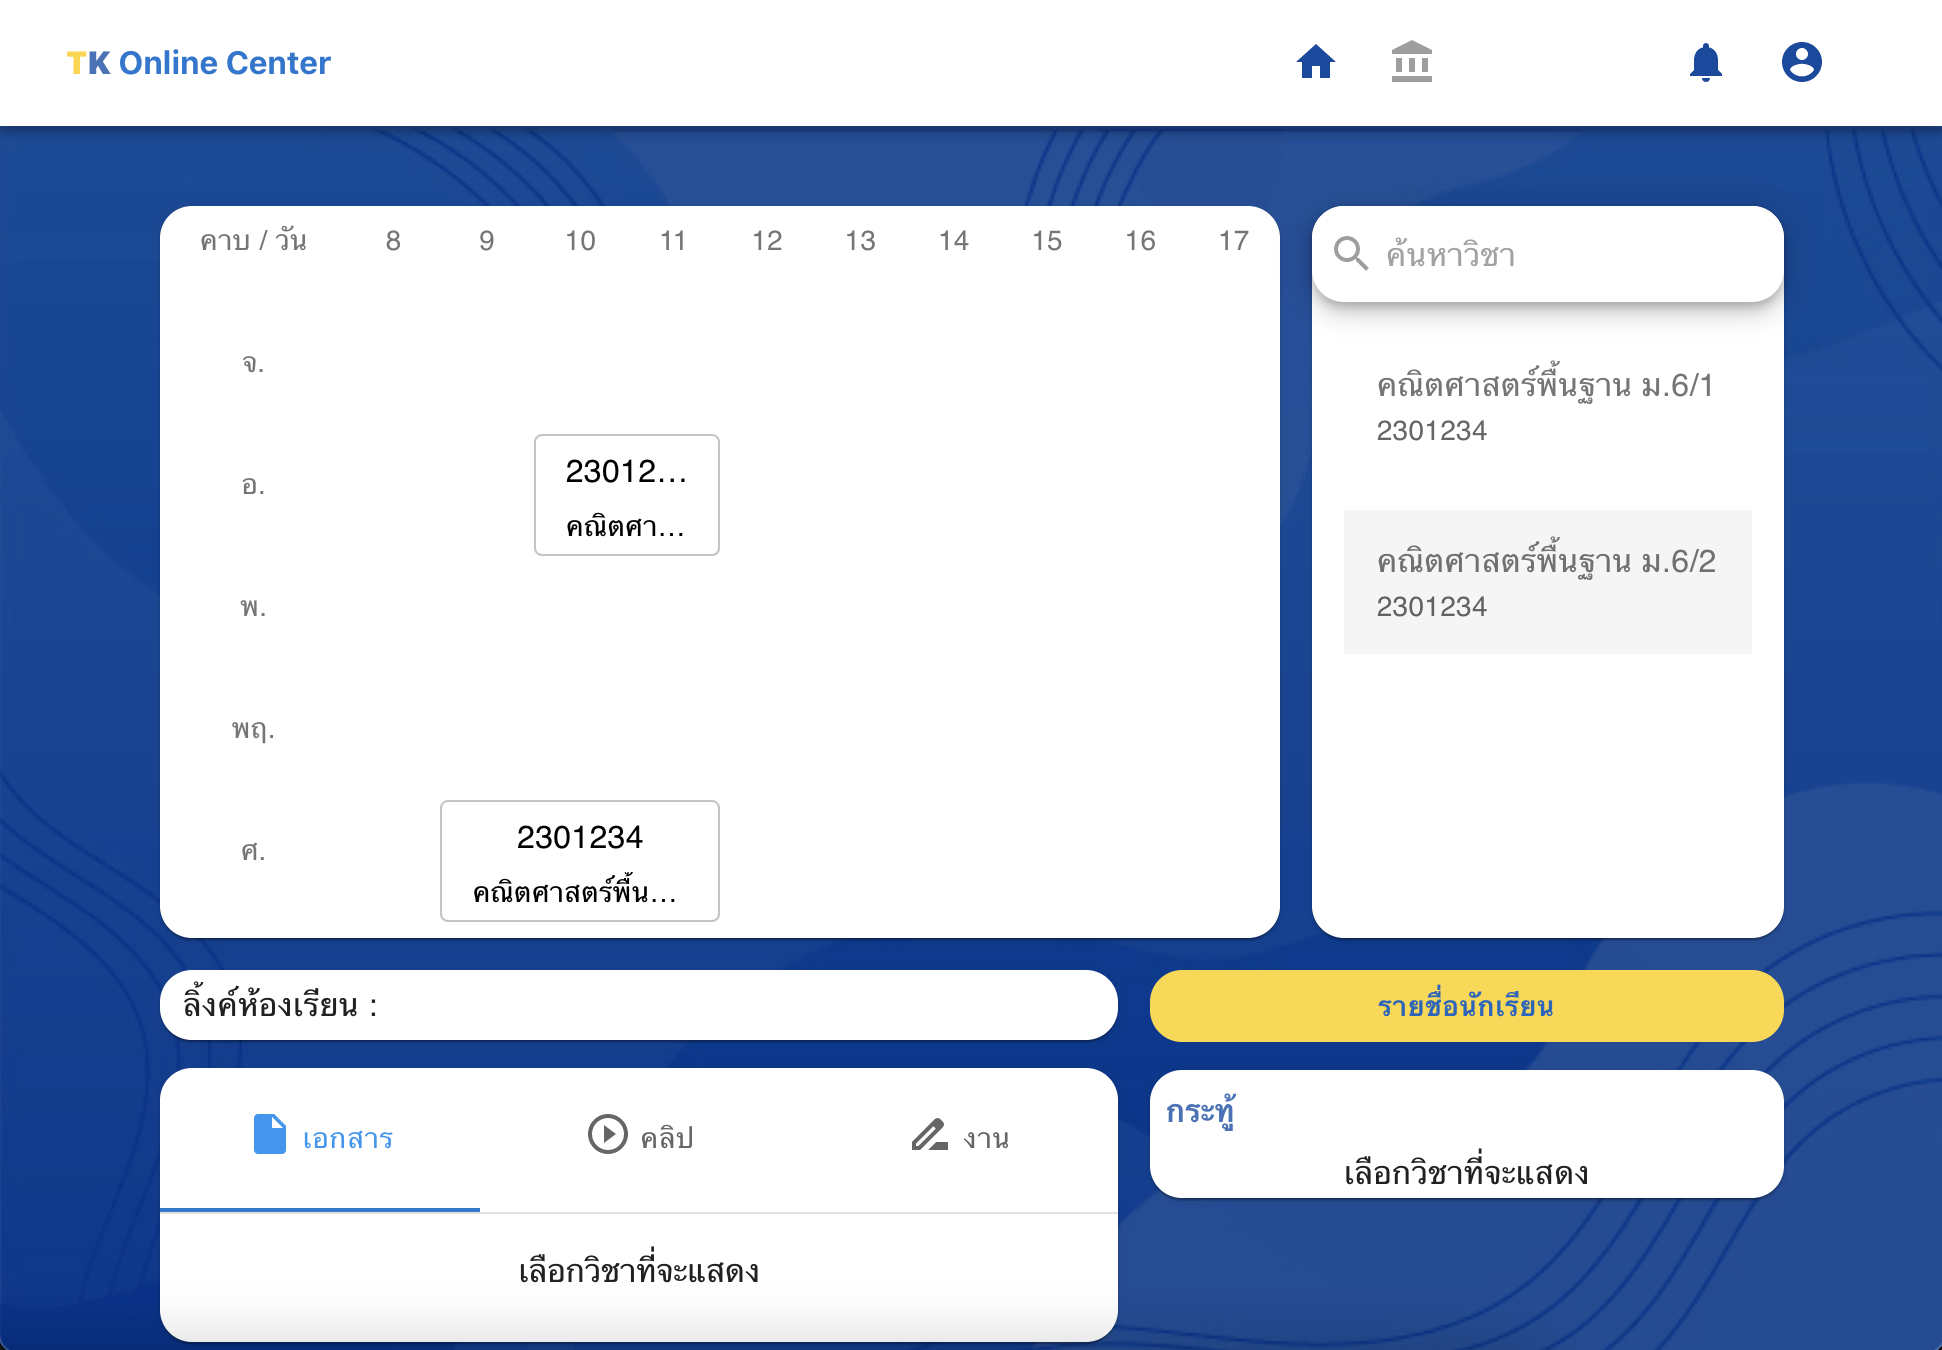 TK Online Center
คาบ / วัน 8 9 10 11 12 13 14 15 16 17
จ.
อ.
23012...
คณิตศา...
พ.
พฤ.
ศ.
2301234
คณิตศาสตร์พื้น...
ค้นหาวิชา
คณิตศาสตร์พื้นฐาน ม.6/1
2301234
คณิตศาสตร์พื้นฐาน ม.6/2
2301234
ลิ้งค์ห้องเรียน :
รายชื่อนักเรียน
เอกสาร คลิป งาน
เลือกวิชาที่จะแสดง
กระทู้
เลือกวิชาที่จะแสดง